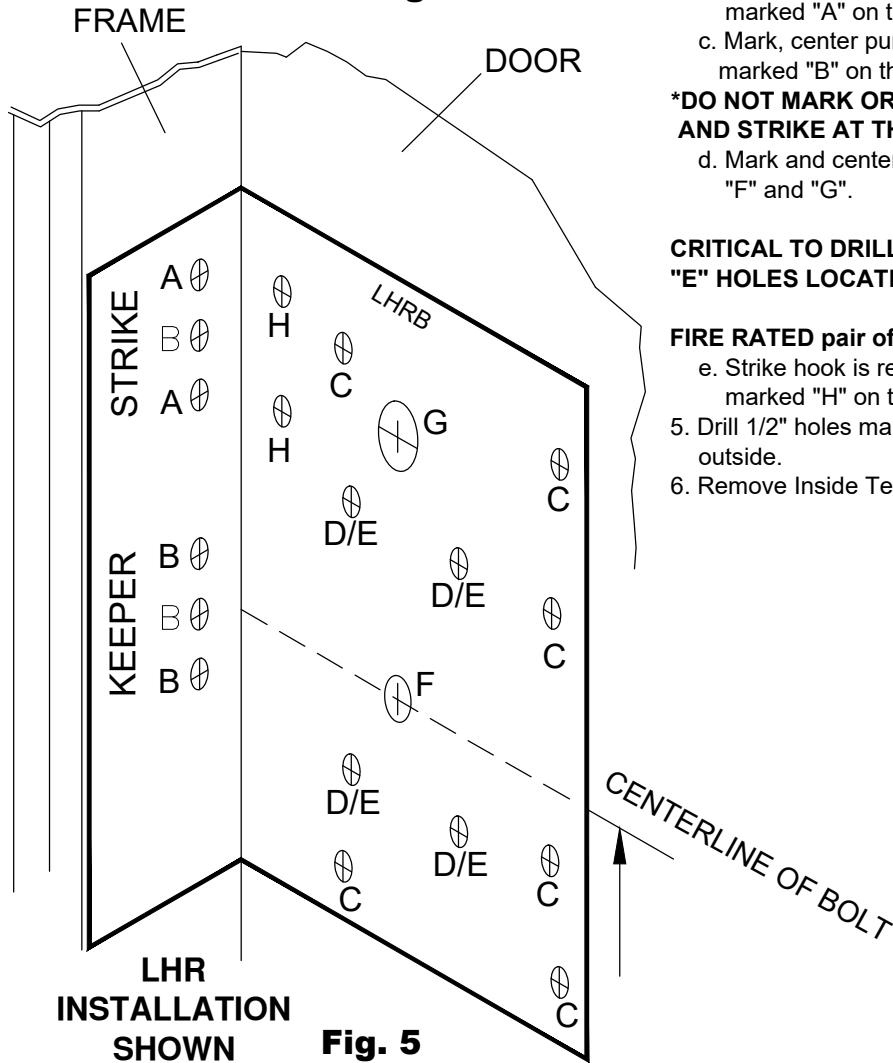 FRAME
DOOR
A
B
A
STRIKE
B
B
B
KEEPER
H
H
LHRB
C
G
C
D/E
D/E
C
F
D/E
D/E
C
C
C
CENTERLINE OF BOLT
LHR
INSTALLATION
SHOWN
Fig. 5
marked "A" on t
c. Mark, center pu
marked "B" on th
*DO NOT MARK OR
AND STRIKE AT TH
d. Mark and center
"F" and "G".
CRITICAL TO DRILL
"E" HOLES LOCATI
FIRE RATED pair of
e. Strike hook is re
marked "H" on t
5. Drill 1/2" holes ma
outside.
6. Remove Inside Te